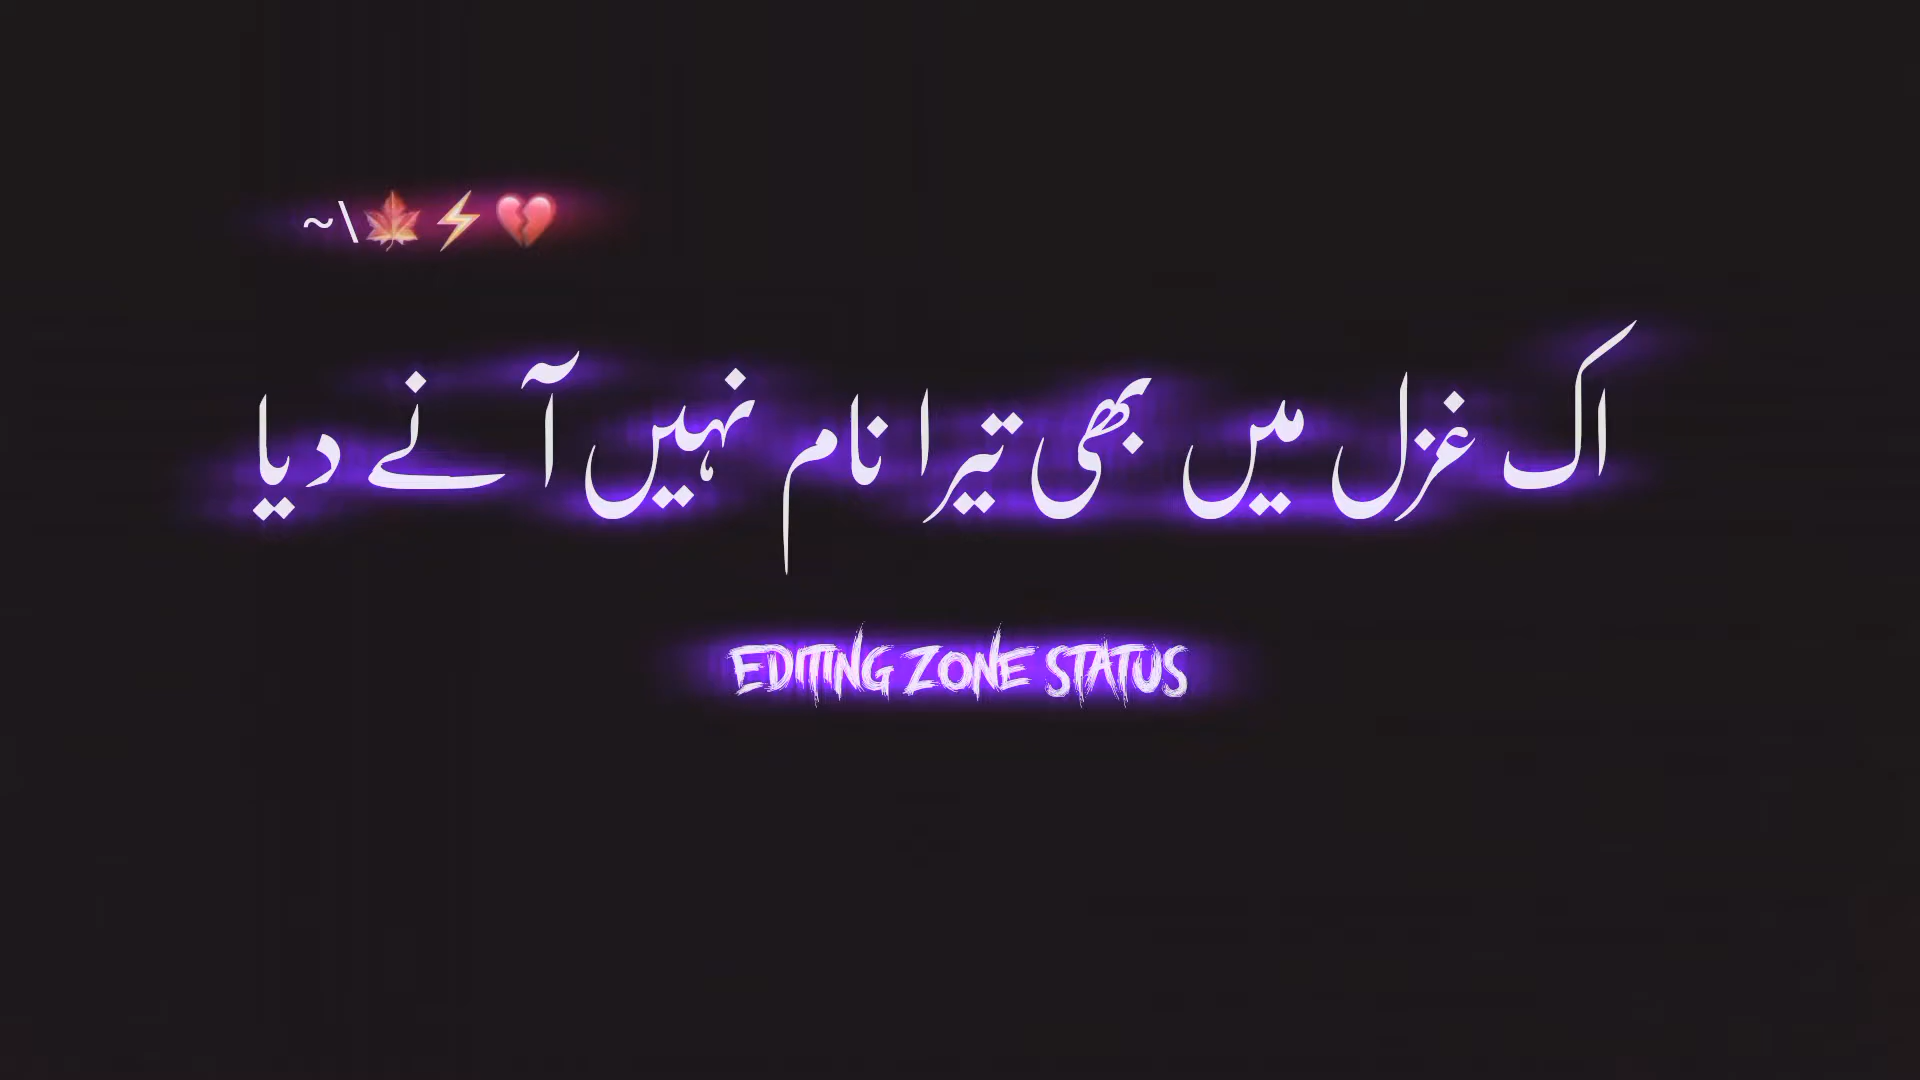 ~\🍁⚡💔
اک غزل میں بھی تیرا نام نہیں آنے دیا
EDITING ZONE STATUS